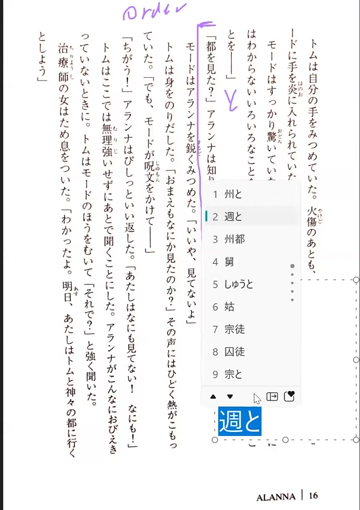 order
トムは自分の手をみつめていた。火傷のあとも、
ードに手を炎に入れられていた
モードはすっかり驚いていた
はわからないいろいろなこと
とを——」
「都を見た？」アランナは知り
モードはアランナを鋭くみつめた。「いいや、見てないよ」
トムは身をのりだした。「おまえもなにか見たのか？」その声にはひどく熱がこもっ
ていた。「でも、モードが呪文をかけて——」
「ちがう！」アランナはぴしっといい返した。「あたしはなにも見てない！　なにも！」
トムはここでは無理強いせずにあとで聞くことにした。アランナがこんなにおびえき
っていないときに。トムはモードのほうをむいて「それで？」と強く聞いた。
治療師の女はため息をついた。「わかったよ。明日、あたしはトムと神々の都に行く
としよう」
1 州と
2 週と
3 州都
4 舅
5 しゅうと
6 姑
7 宗徒
8 囚徒
9 宗と
週と
ALANNA | 16